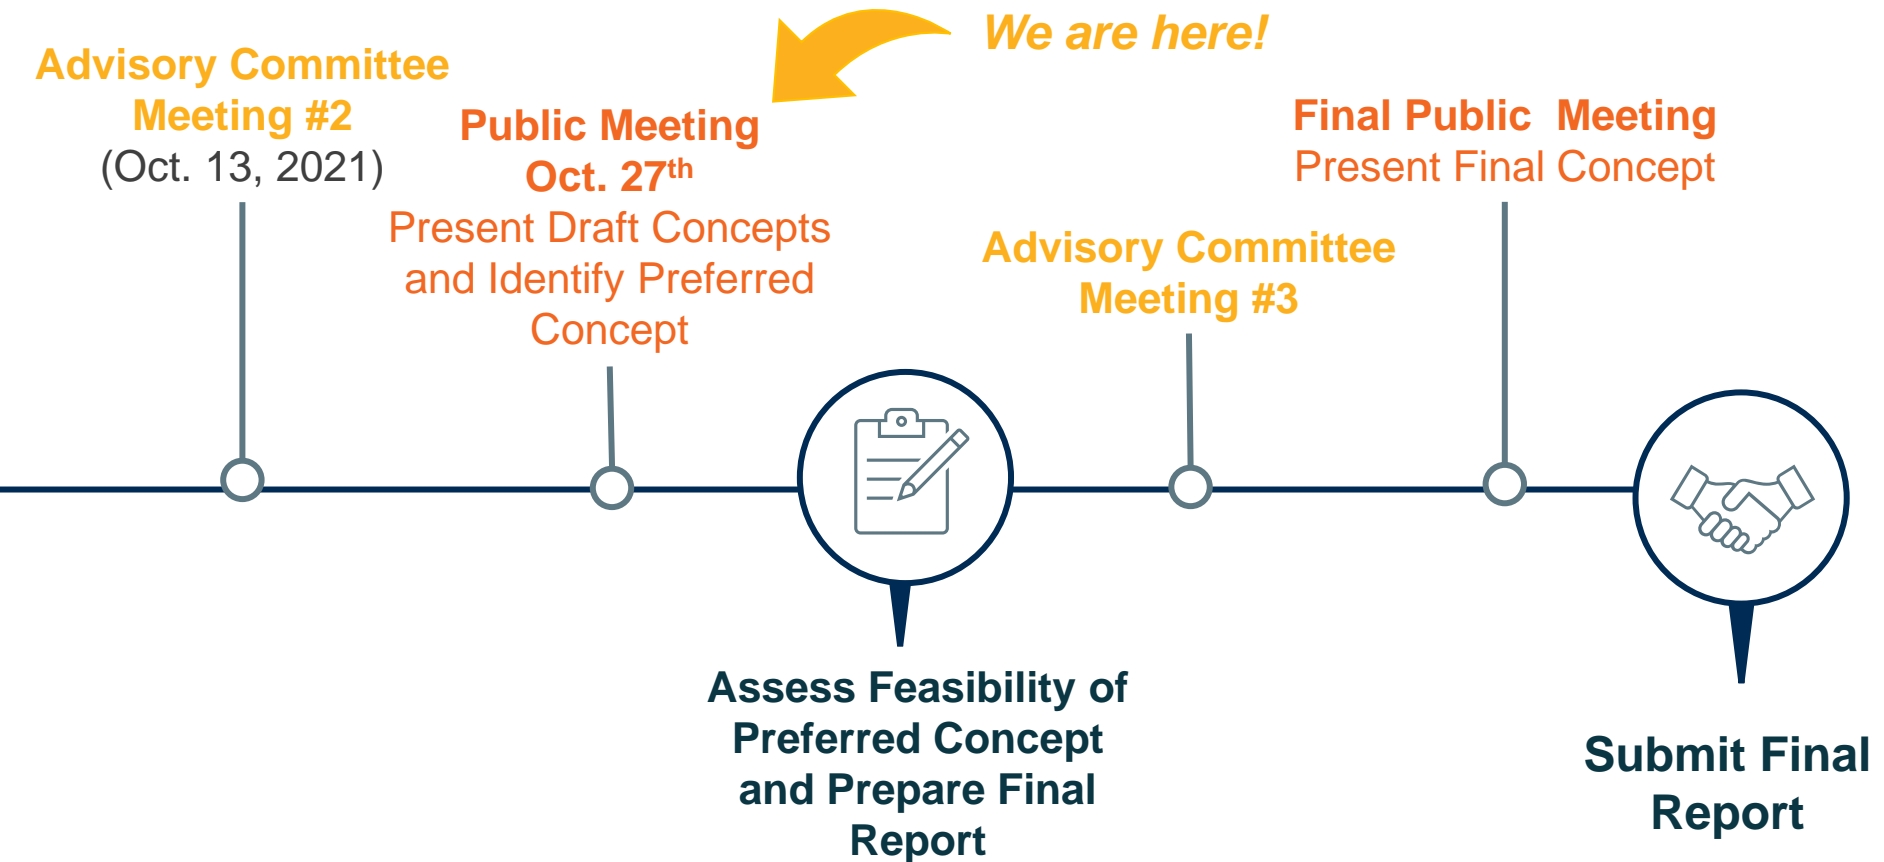 We are here!
Advisory Committee
Meeting #2
(Oct. 13, 2021)
Public Meeting
Oct. 27th
Present Draft Concepts
and Identify Preferred
Concept
Assess Feasibility of
Preferred Concept
and Prepare Final
Report
Advisory Committee
Meeting #3
Final Public Meeting
Present Final Concept
Submit Final
Report